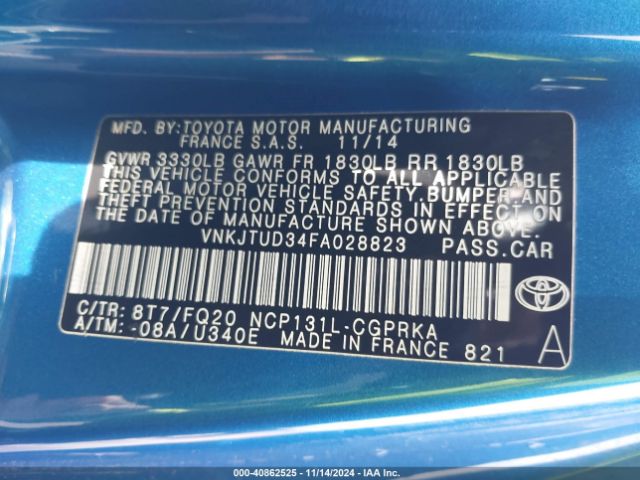 MFD. BY: TOYOTA MOTOR MANUFACTURING
FRANCE S.A.S. 11/14
GVWR 3330LB GAWR FR 1830LB RR 1830LB
THIS VEHICLE CONFORMS TO ALL APPLICABLE
FEDERAL MOTOR VEHICLE SAFETY, BUMPER, AND
THEFT PREVENTION STANDARDS IN EFFECT ON
THE DATE OF MANUFACTURE SHOWN ABOVE.
VNKJTUD34FA028823 PASS.CAR
C/TR: 8T7/FQ20 NCP131L-CGPRKA
A/TM: -08A/U340E MADE IN FRANCE 821
TOYOTA
A
000-40862525 | 11/14/2024 | IAA Inc.